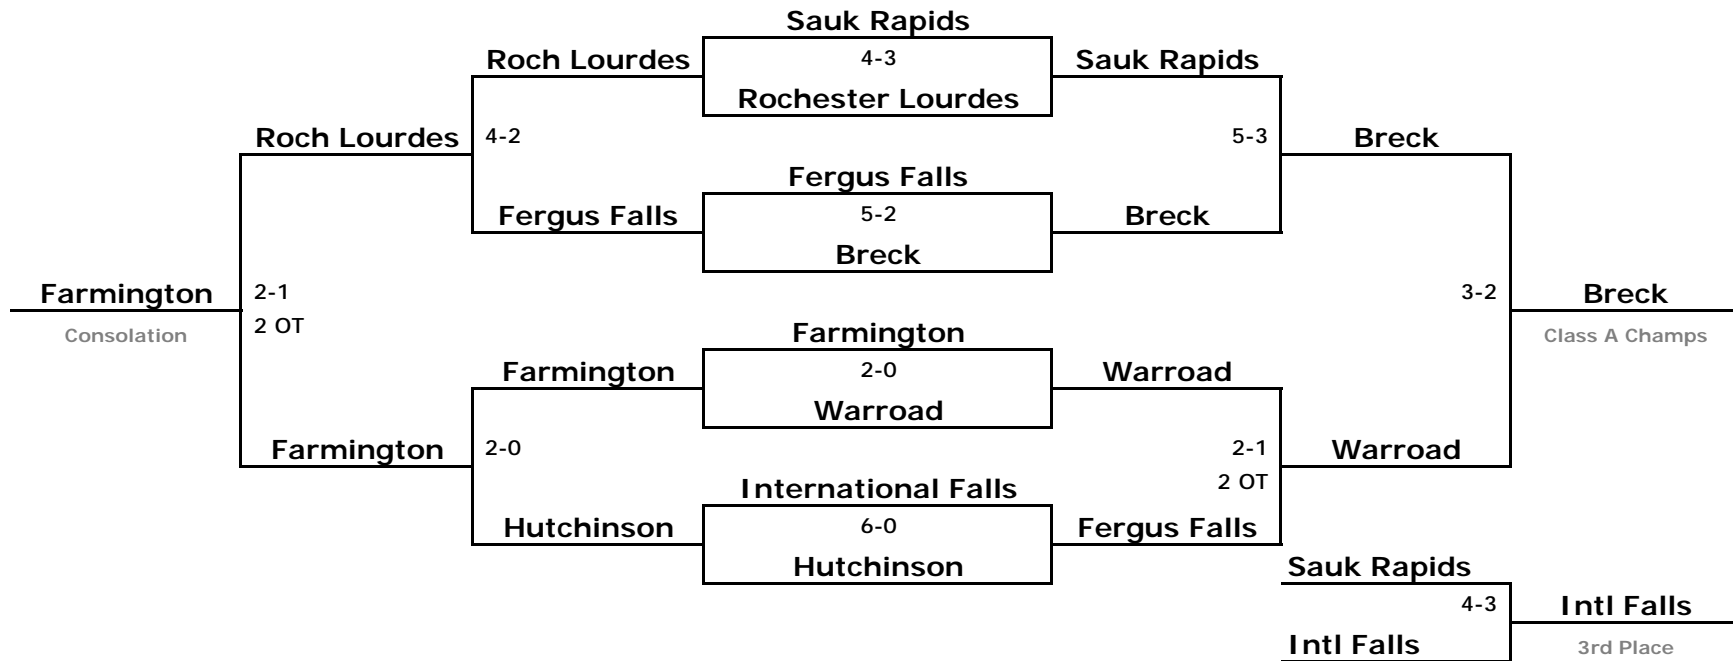 Sauk Rapids
Roch Lourdes 4-3 Sauk Rapids
Rochester Lourdes
Roch Lourdes 4-2 5-3 Breck
Fergus Falls
Fergus Falls 5-2 Breck
Breck
Farmington 2-1 3-2 Breck
Consolation 2 OT Farmington Class A Champs
Farmington 2-0 Warroad
Warroad
Farmington 2-0 2-1 Warroad
International Falls 2 OT
Hutchinson 6-0 Fergus Falls
Hutchinson Sauk Rapids
4-3 Intl Falls
Intl Falls 3rd Place